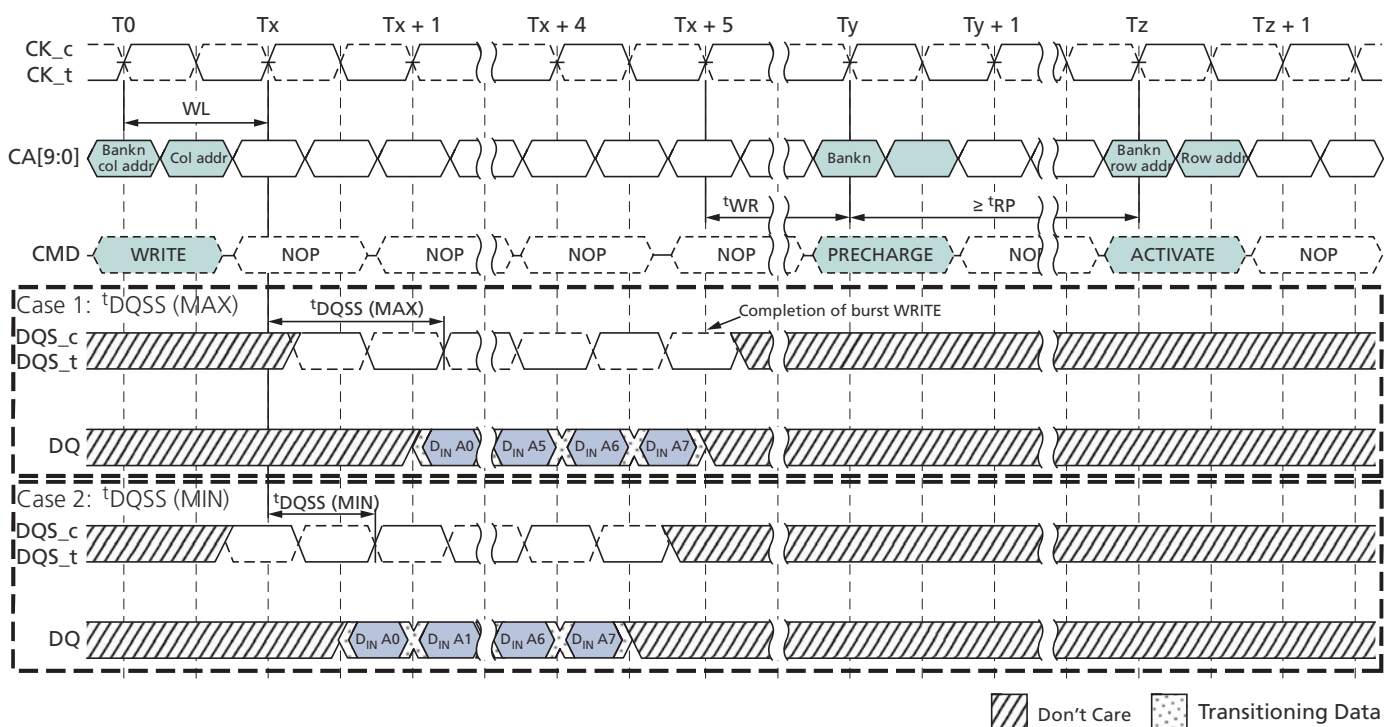 T0 Tx Tx + 1 Tx + 4 Tx + 5 Ty Ty + 1 Tz Tz + 1
CK_c
CK_t
WL
CA[9:0] Bankn col addr Col addr Bankn Bankn row addr Row addr
tWR ≥ tRP
CMD WRITE NOP NOP NOP NOP PRECHARGE NOP ACTIVATE NOP
Case 1: tDQSS (MAX)
tDQSS (MAX)
Completion of burst WRITE
DQS_c
DQS_t
DQ DIN A0 DIN A5 DIN A6 DIN A7
Case 2: tDQSS (MIN)
tDQSS (MIN)
DQS_c
DQS_t
DQ DIN A0 DIN A1 DIN A6 DIN A7
Don't Care Transitioning Data